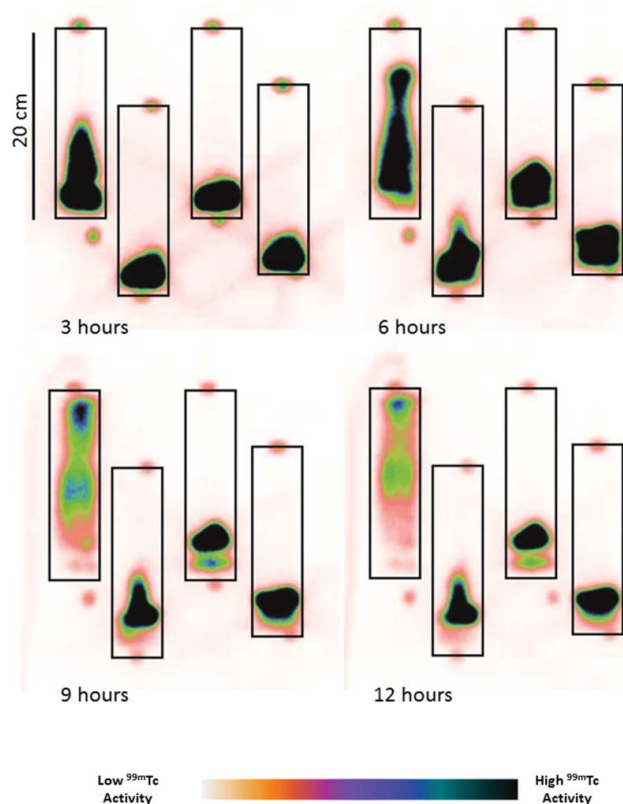 20 cm
3 hours
6 hours
9 hours
12 hours
Low ⁹⁹ᵐTc
Activity
High ⁹⁹ᵐTc
Activity